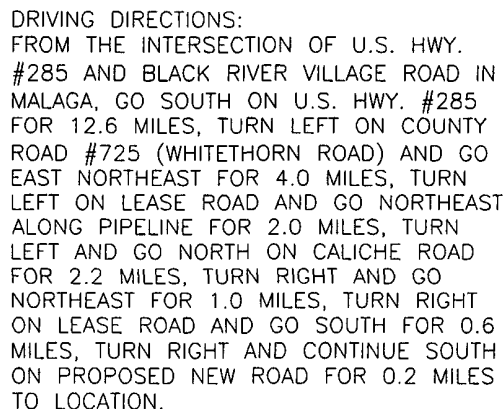 DRIVING DIRECTIONS:
FROM THE INTERSECTION OF U.S. HWY.
#285 AND BLACK RIVER VILLAGE ROAD IN
MALAGA, GO SOUTH ON U.S. HWY. #285
FOR 12.6 MILES, TURN LEFT ON COUNTY
ROAD #725 (WHITETHORN ROAD) AND GO
EAST NORTHEAST FOR 4.0 MILES, TURN
LEFT ON LEASE ROAD AND GO NORTHEAST
ALONG PIPELINE FOR 2.0 MILES, TURN
LEFT AND GO NORTH ON CALICHE ROAD
FOR 2.2 MILES, TURN RIGHT AND GO
NORTHEAST FOR 1.0 MILES, TURN RIGHT
ON LEASE ROAD AND GO SOUTH FOR 0.6
MILES, TURN RIGHT AND CONTINUE SOUTH
ON PROPOSED NEW ROAD FOR 0.2 MILES
TO LOCATION.